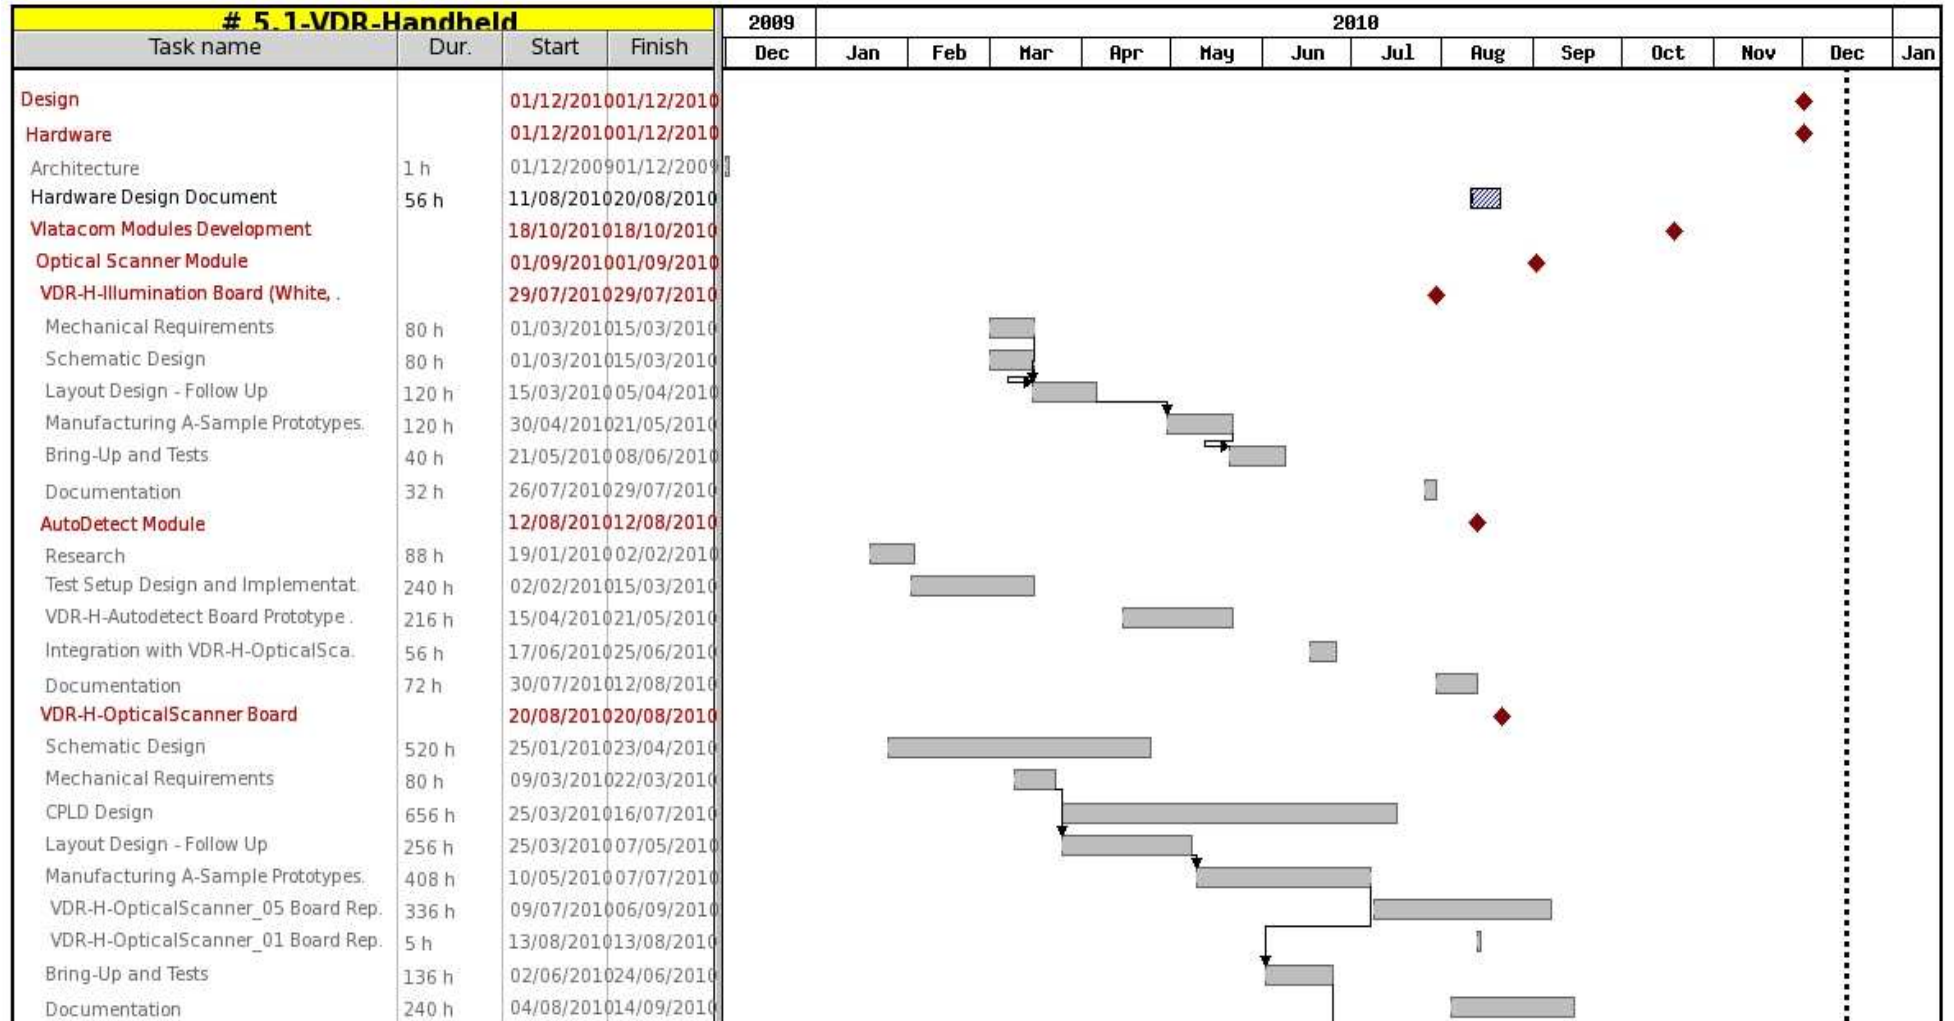 # 5.1-VDR-Handheld 2009 2010
Task name Dur. Start Finish Dec Jan Feb Mar Apr May Jun Jul Aug Sep Oct Nov Dec Jan
Design 01/12/2010 01/12/2010
Hardware 01/12/2010 01/12/2010
Architecture 1 h 01/12/2009 01/12/2009
Hardware Design Document 56 h 11/08/2010 20/08/2010
Vlatacom Modules Development 18/10/2010 18/10/2010
Optical Scanner Module 01/09/2010 01/09/2010
VDR-H-Illumination Board (White, . 29/07/2010 29/07/2010
Mechanical Requirements 80 h 01/03/2010 15/03/2010
Schematic Design 80 h 01/03/2010 15/03/2010
Layout Design - Follow Up 120 h 15/03/2010 05/04/2010
Manufacturing A-Sample Prototypes. 120 h 30/04/2010 21/05/2010
Bring-Up and Tests 40 h 21/05/2010 08/06/2010
Documentation 32 h 26/07/2010 29/07/2010
AutoDetect Module 12/08/2010 12/08/2010
Research 88 h 19/01/2010 02/02/2010
Test Setup Design and Implementat. 240 h 02/02/2010 15/03/2010
VDR-H-Autodetect Board Prototype . 216 h 15/04/2010 21/05/2010
Integration with VDR-H-OpticalSca. 56 h 17/06/2010 25/06/2010
Documentation 72 h 30/07/2010 12/08/2010
VDR-H-OpticalScanner Board 20/08/2010 20/08/2010
Schematic Design 520 h 25/01/2010 23/04/2010
Mechanical Requirements 80 h 09/03/2010 22/03/2010
CPLD Design 656 h 25/03/2010 16/07/2010
Layout Design - Follow Up 256 h 25/03/2010 07/05/2010
Manufacturing A-Sample Prototypes. 408 h 10/05/2010 07/07/2010
VDR-H-OpticalScanner_05 Board Rep. 336 h 09/07/2010 06/09/2010
VDR-H-OpticalScanner_01 Board Rep. 5 h 13/08/2010 13/08/2010
Bring-Up and Tests 136 h 02/06/2010 24/06/2010
Documentation 240 h 04/08/2010 14/09/2010